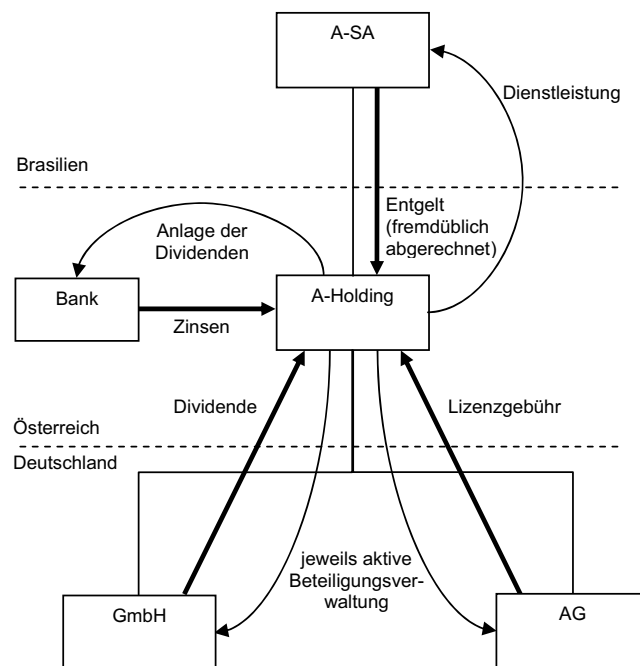 A-SA
Dienstleistung
Brasilien
Entgelt
(fremdüblich
abgerechnet)
Anlage der
Dividenden
Bank
A-Holding
Zinsen
Dividende
Lizenzgebühr
Österreich
Deutschland
jeweils aktive
Beteiligungsver-
waltung
GmbH
AG